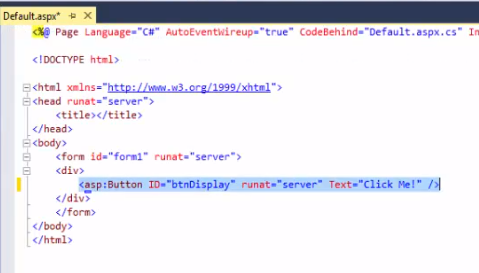 Default.aspx*
<%@ Page Language="C#" AutoEventWireup="true" CodeBehind="Default.aspx.cs" In
<!DOCTYPE html>
<html xmlns="http://www.w3.org/1999/xhtml">
<head runat="server">
<title></title>
</head>
<body>
<form id="form1" runat="server">
<div>
<asp:Button ID="btnDisplay" runat="server" Text="Click Me!" />
</div>
</form>
</body>
</html>